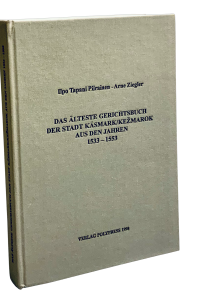 Ilpo Tapani Piirainen - Arne Ziegler
DAS ÄLTESTE GERICHTSBUCH
DER STADT KÄSMARK/KEŽMAROK
AUS DEN JAHREN
1533 – 1553
VERLAG POLYPRESS 1998